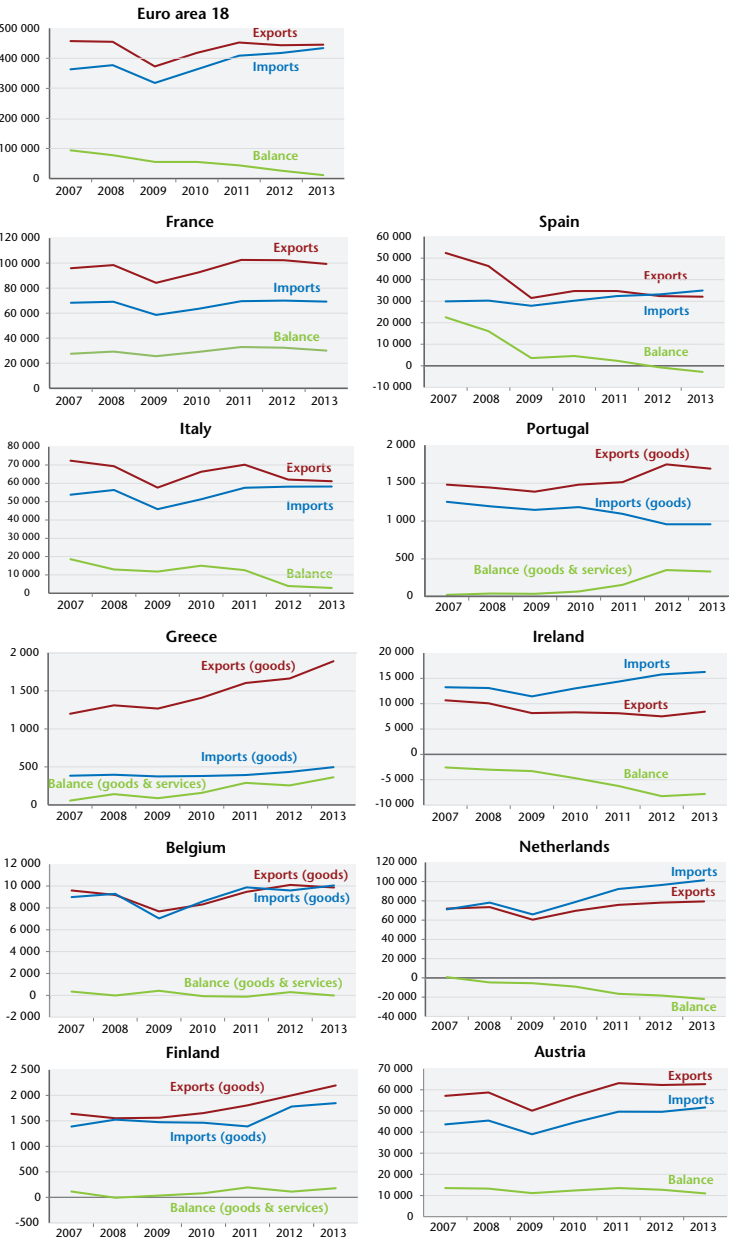 Euro area 18
500 000
400 000
300 000
200 000
100 000
0
Exports
Imports
Balance
2007 2008 2009 2010 2011 2012 2013
France
120 000
100 000
80 000
60 000
40 000
20 000
0
Exports
Imports
Balance
2007 2008 2009 2010 2011 2012 2013
Spain
60 000
50 000
40 000
30 000
20 000
10 000
0
-10 000
Exports
Imports
Balance
2007 2008 2009 2010 2011 2012 2013
Italy
80 000
70 000
60 000
50 000
40 000
30 000
20 000
10 000
0
Exports
Imports
Balance
2007 2008 2009 2010 2011 2012 2013
Portugal
2 000
1 500
1 000
500
0
Exports (goods)
Imports (goods)
Balance (goods & services)
2007 2008 2009 2010 2011 2012 2013
Greece
2 000
1 500
1 000
500
0
Exports (goods)
Imports (goods)
Balance (goods & services)
2007 2008 2009 2010 2011 2012 2013
Ireland
20 000
15 000
10 000
5 000
0
-5 000
-10 000
Imports
Exports
Balance
2007 2008 2009 2010 2011 2012 2013
Belgium
12 000
10 000
8 000
6 000
4 000
2 000
0
-2 000
Exports (goods)
Imports (goods)
Balance (goods & services)
2007 2008 2009 2010 2011 2012 2013
Netherlands
120 000
100 000
80 000
60 000
40 000
20 000
0
-20 000
-40 000
Imports
Exports
Balance
2007 2008 2009 2010 2011 2012 2013
Finland
2 500
2 000
1 500
1 000
500
0
-500
Exports (goods)
Imports (goods)
Balance (goods & services)
2007 2008 2009 2010 2011 2012 2013
Austria
70 000
60 000
50 000
40 000
30 000
20 000
10 000
0
Exports
Imports
Balance
2007 2008 2009 2010 2011 2012 2013